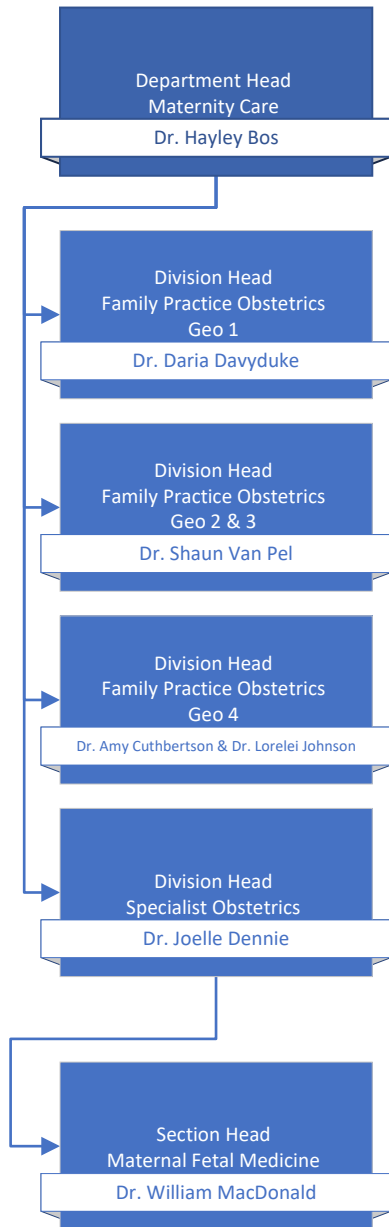 Department Head
Maternity Care
Dr. Hayley Bos
Division Head
Family Practice Obstetrics
Geo 1
Dr. Daria Davyduke
Division Head
Family Practice Obstetrics
Geo 2 & 3
Dr. Shaun Van Pel
Division Head
Family Practice Obstetrics
Geo 4
Dr. Amy Cuthbertson & Dr. Lorelei Johnson
Division Head
Specialist Obstetrics
Dr. Joelle Dennie
Section Head
Maternal Fetal Medicine
Dr. William MacDonald